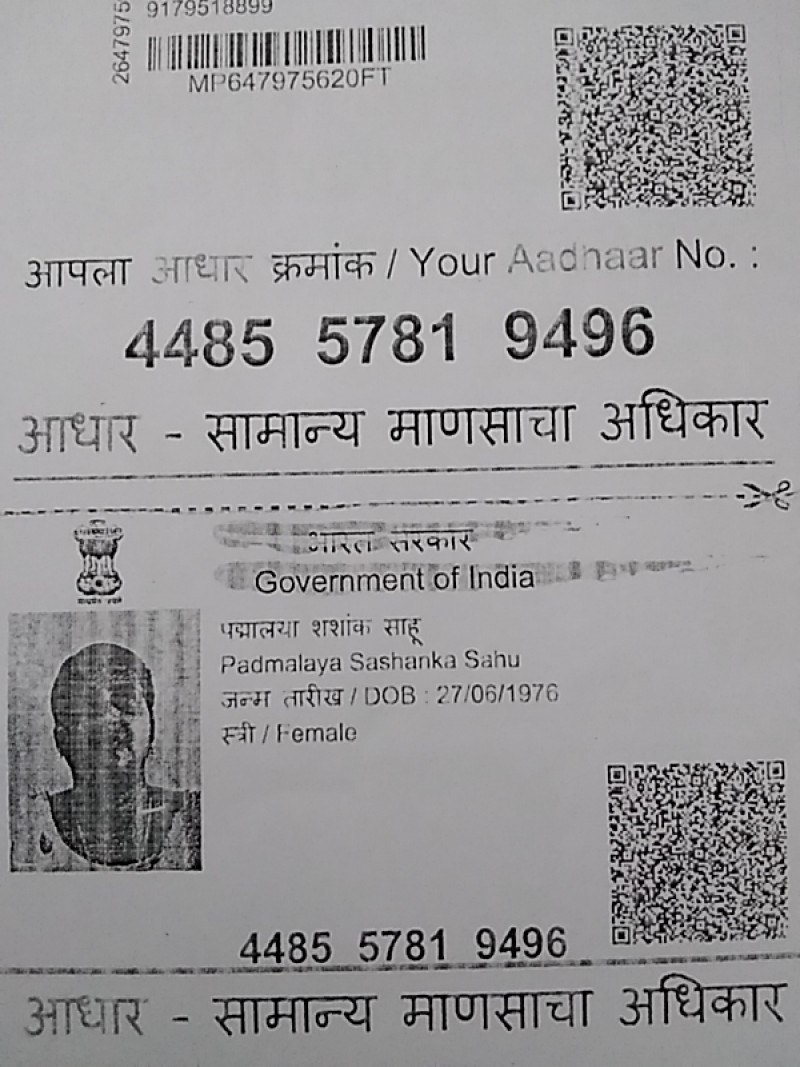 9179518899
2647975
MP647975620FT
आपला आधार क्रमांक / Your Aadhaar No. :
4485 5781 9496
आधार - सामान्य माणसाचा अधिकार
भारत सरकार
Government of India
पद्मालया शशांक साहू
Padmalaya Sashanka Sahu
जन्म तारीख / DOB : 27/06/1976
स्त्री / Female
4485 5781 9496
आधार - सामान्य माणसाचा अधिकार